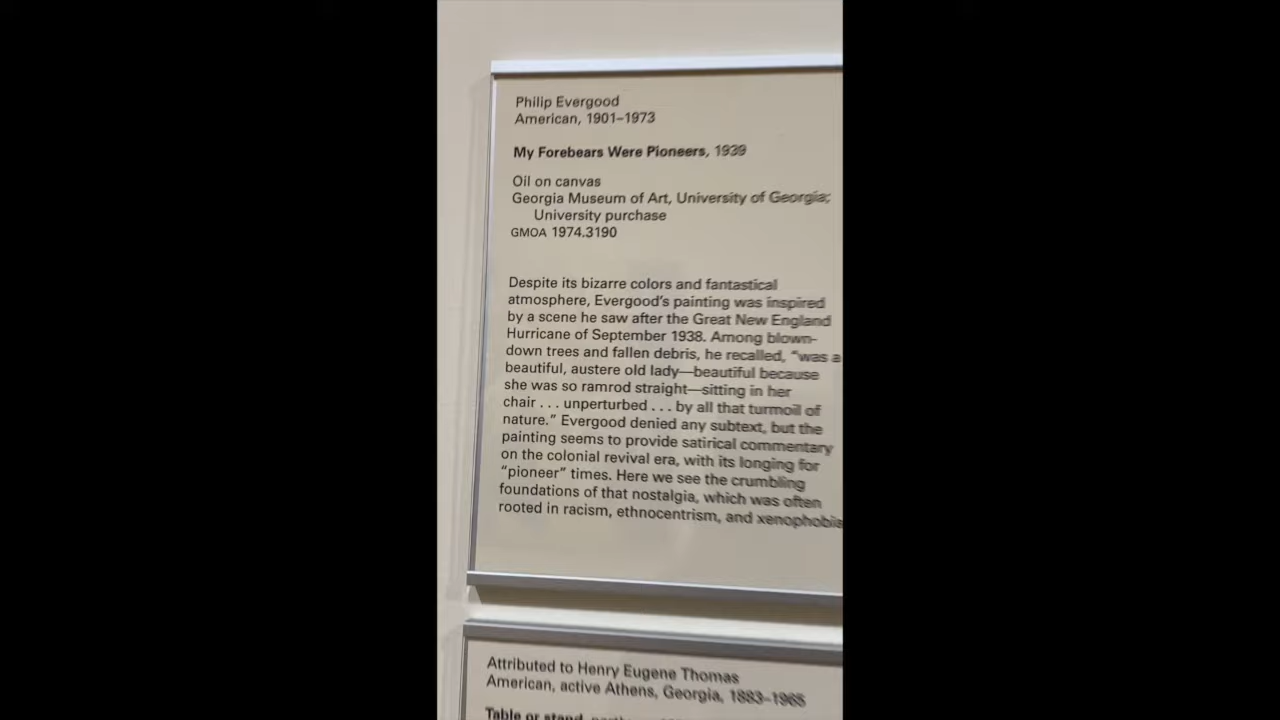 Philip Evergood
American, 1901–1973
My Forebears Were Pioneers, 1939
Oil on canvas
Georgia Museum of Art, University of Georgia;
University purchase
GMOA 1974.3190
Despite its bizarre colors and fantastical
atmosphere, Evergood's painting was inspired
by a scene he saw after the Great New England
Hurricane of September 1938. Among blown-
down trees and fallen debris, he recalled, “was a
beautiful, austere old lady—beautiful because
she was so ramrod straight—sitting in her
chair . . . unperturbed . . . by all that turmoil of
nature.” Evergood denied any subtext, but the
painting seems to provide satirical commentary
on the colonial revival era, with its longing for
“pioneer” times. Here we see the crumbling
foundations of that nostalgia, which was often
rooted in racism, ethnocentrism, and
Attributed to Henry Eugene Thomas
American, active Athens, Georgia, 1883–1965
Table or stand,